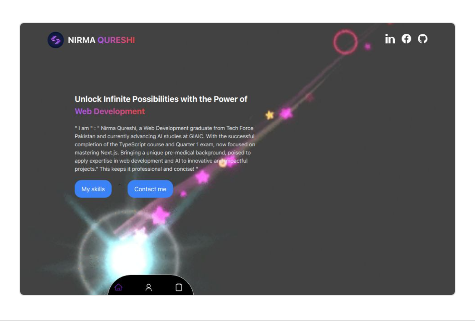 NIRMA QURESHI
Unlock Infinite Possibilities with the Power of
Web Development
" I am "♡" Nirma Qureshi, a Web Development graduate from Tech Force
Pakistan and currently advancing AI studies at GIAIC. With the successful
completion of the TypeScript course and Quarter 1 exam, now focused on
mastering Next.js. Bringing a unique pre-medical background, poised to
apply expertise in web development and AI to innovative and impactful
projects." This keeps it professional and concise! "
My skills
Contact me